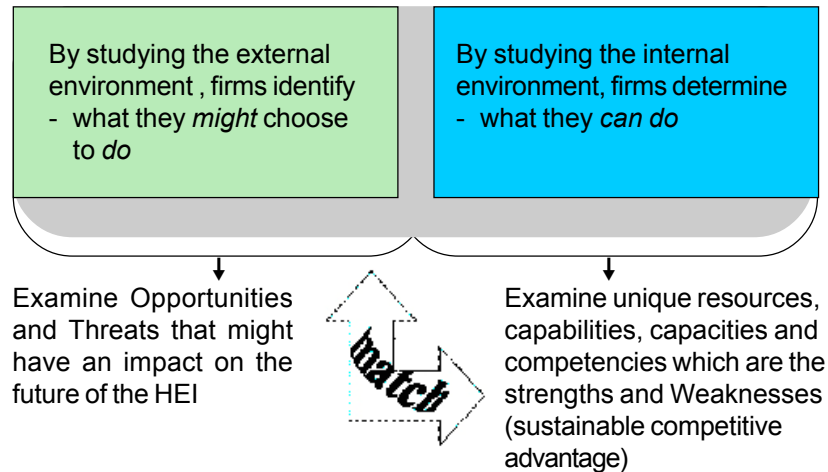 By studying the external
environment , firms identify
- what they might choose
to do
By studying the internal
environment, firms determine
- what they can do
Examine Opportunities
and Threats that might
have an impact on the
future of the HEI
match
Examine unique resources,
capabilities, capacities and
competencies which are the
strengths and Weaknesses
(sustainable competitive
advantage)